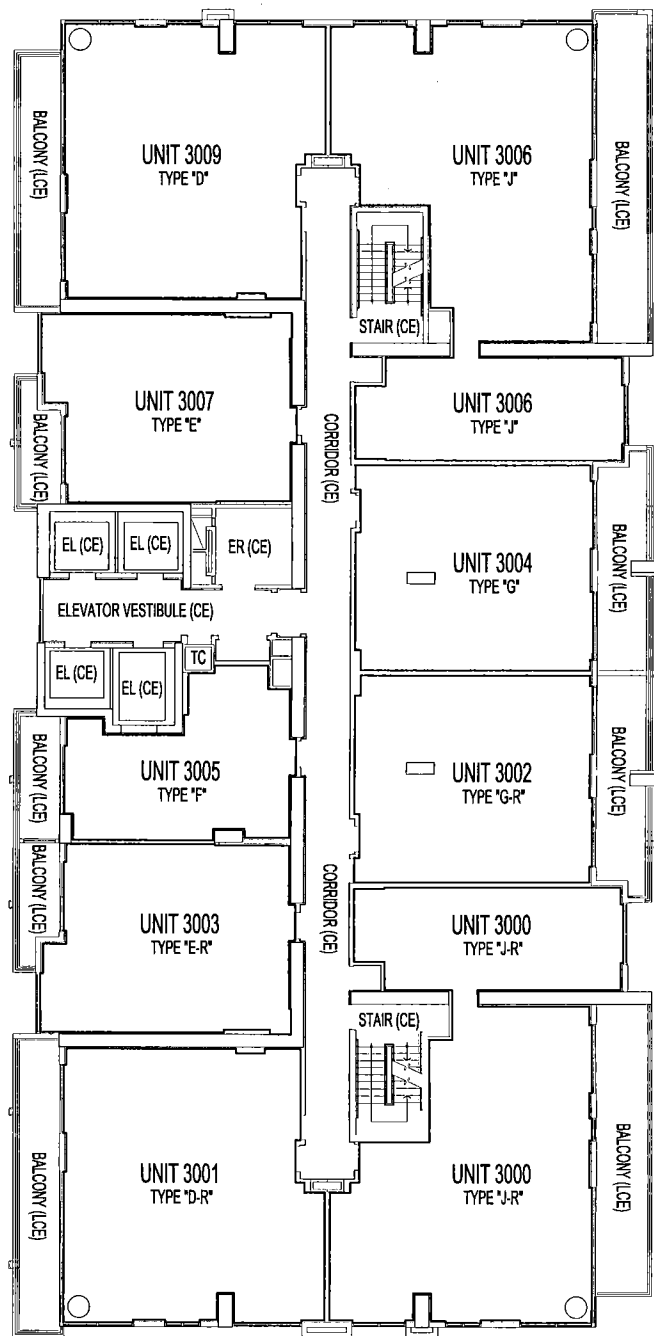 BALCONY (LCE)
UNIT 3009
TYPE "D"
UNIT 3006
TYPE "J"
BALCONY (LCE)
STAIR (CE)
UNIT 3007
TYPE "E"
BALCONY (LCE)
CORRIDOR (CE)
UNIT 3006
TYPE "J"
EL (CE)
EL (CE)
ER (CE)
UNIT 3004
TYPE "G"
BALCONY (LCE)
ELEVATOR VESTIBULE (CE)
EL (CE)
EL (CE)
TC
BALCONY (LCE)
UNIT 3005
TYPE "F"
UNIT 3002
TYPE "G-R"
BALCONY (LCE)
BALCONY (LCE)
UNIT 3003
TYPE "E-R"
CORRIDOR (CE)
UNIT 3000
TYPE "J-R"
STAIR (CE)
BALCONY (LCE)
UNIT 3001
TYPE "D-R"
UNIT 3000
TYPE "J-R"
BALCONY (LCE)